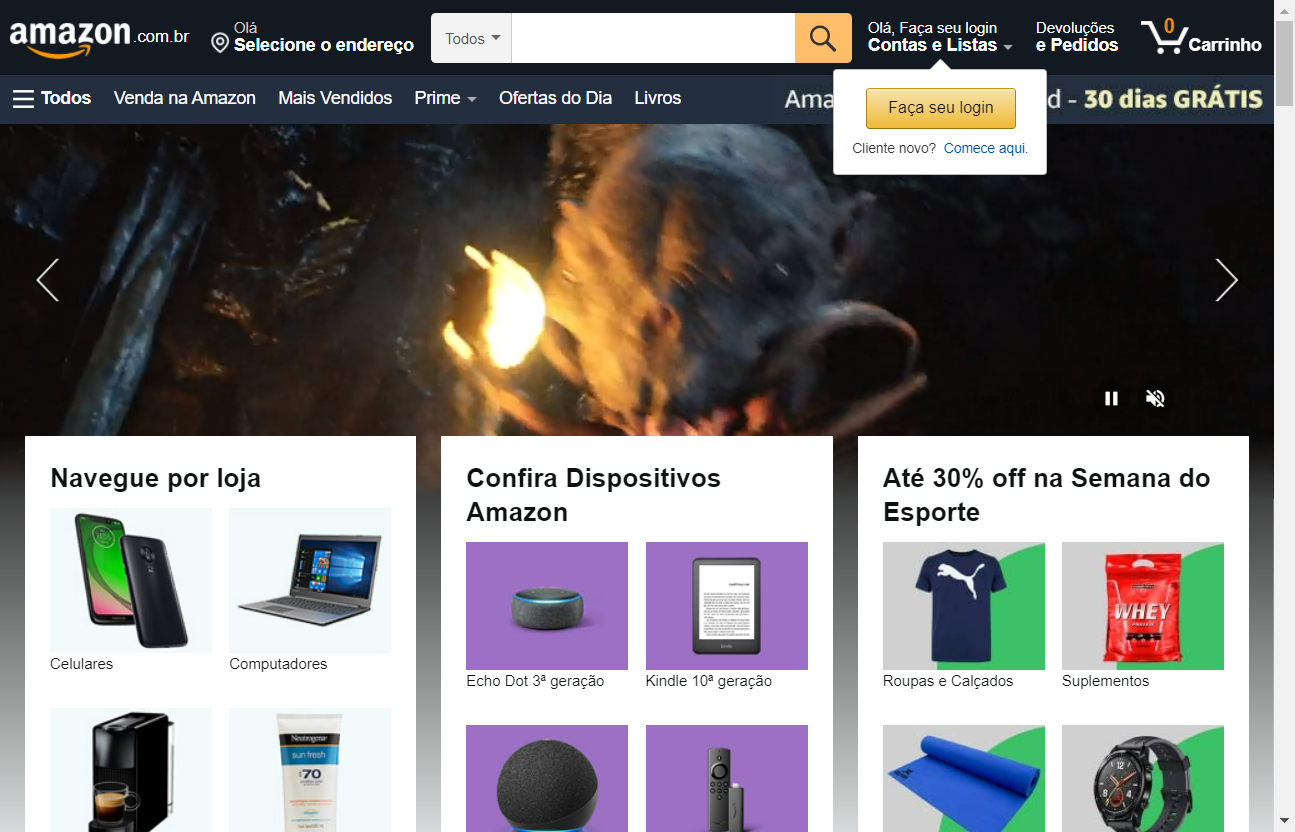 amazon.com.br
Olá
Selecione o endereço
Todos
Olá, Faça seu login
Contas e Listas
Devoluções
e Pedidos
0
Carrinho
Todos
Venda na Amazon
Mais Vendidos
Prime
Ofertas do Dia
Livros
Ama
d - 30 dias GRÁTIS
Faça seu login
Cliente novo? Comece aqui.
Navegue por loja
Celulares
Computadores
Neutrogena
sun fresh
70
Confira Dispositivos
Amazon
Echo Dot 3ª geração
Kindle 10ª geração
kindle
Até 30% off na Semana do
Esporte
Roupas e Calçados
WHEY
Suplementos